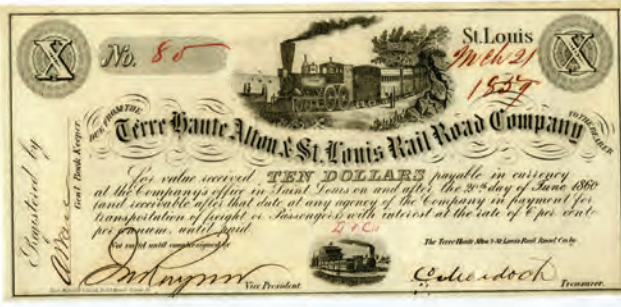 X
No. 85
St. Louis
Mch 21
1859
X
DUE FROM THE
TO THE BEARER
Terre Haute Alton & St. Louis Rail Road Company
For value received TEN DOLLARS payable in currency
at the Company's office in Saint Louis on and after the 20th day of June 1860
and receivable after that date at any agency of the Company in payment for
transportation of freight or Passengers with interest at the rate of 6 per cent
per annum, until paid.
Not valid until countersigned by
The Terre Haute Alton & St. Louis Rail Road Co. by
Vice President
Treasurer.
Registered by
Genl. Book Keeper.